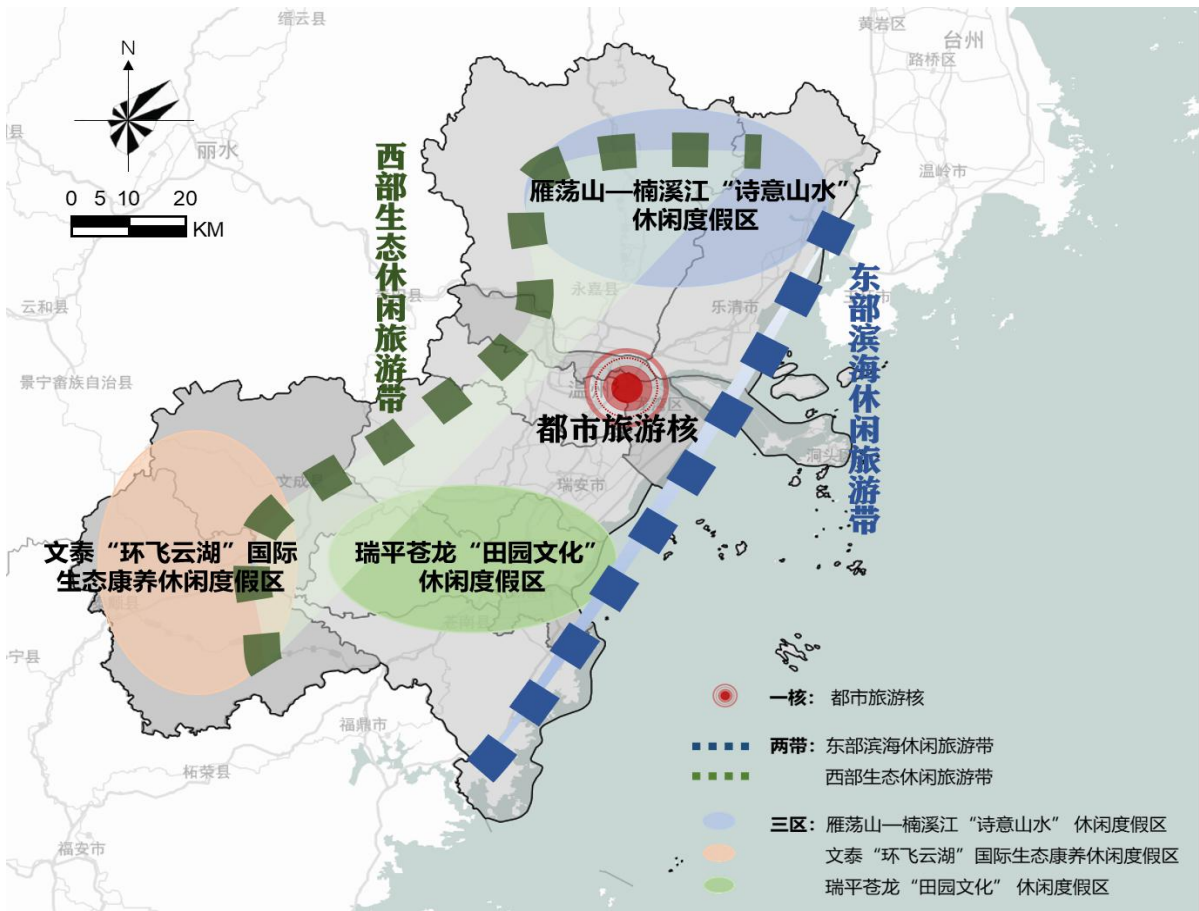 缙云县
黄岩区
台州
路桥区
N
丽水
温岭市
0 5 10 20
KM
西部生态休闲旅游带
雁荡山—楠溪江“诗意山水”
休闲度假区
东部滨海休闲旅游带
云和县
永嘉县
乐清市
景宁畲族自治县
温州
都市旅游核
洞头区
文成县
瑞安市
文泰“环飞云湖”国际
生态康养休闲度假区
瑞平苍龙“田园文化”
休闲度假区
苍南县
福鼎市
柘荣县
福安市
一核：都市旅游核
两带：东部滨海休闲旅游带
西部生态休闲旅游带
三区：雁荡山—楠溪江“诗意山水” 休闲度假区
文泰“环飞云湖”国际生态康养休闲度假区
瑞平苍龙“田园文化” 休闲度假区